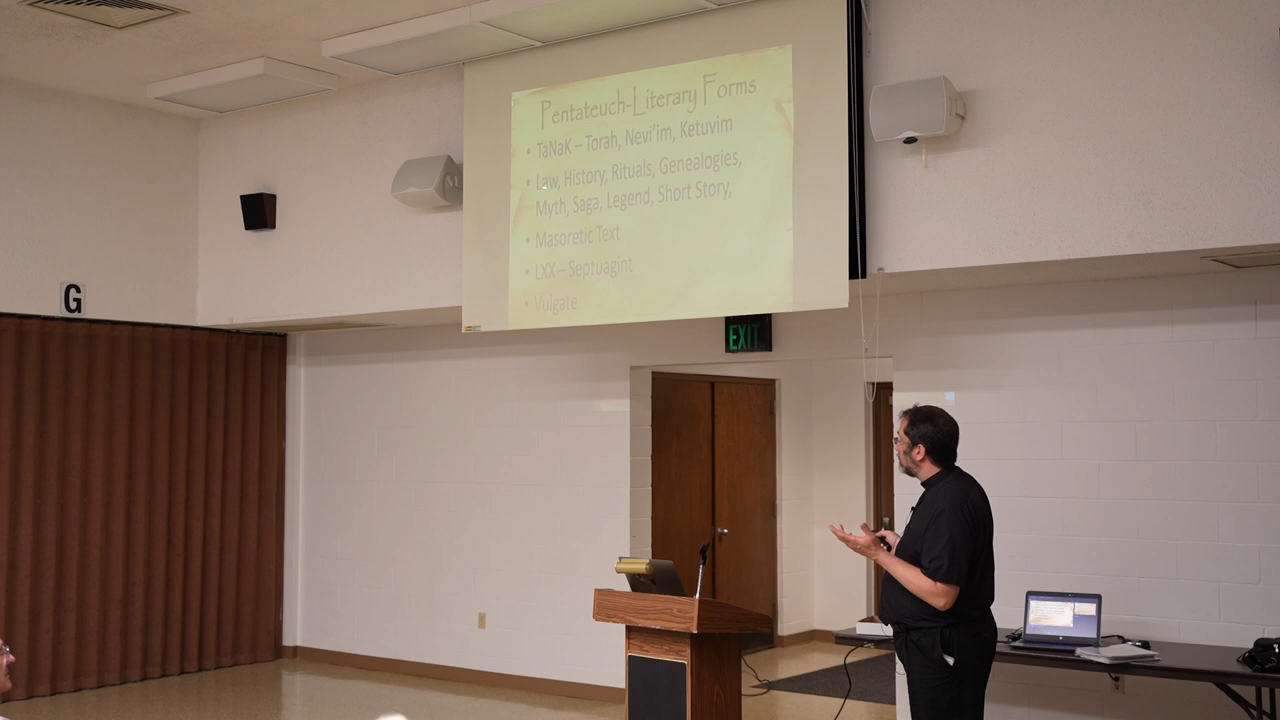 Pentateuch-Literary Forms
• TaNaK – Torah, Nevi'im, Ketuvim
• Law, History, Rituals, Genealogies,
Myth, Saga, Legend, Short Story,
• Masoretic Text
• LXX – Septuagint
• Vulgate
G
EXIT